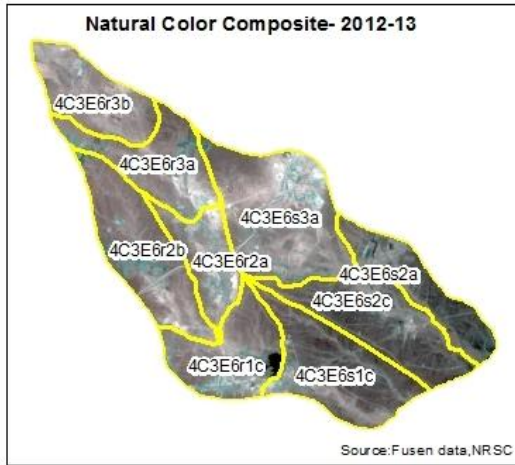 Natural Color Composite- 2012-13
4C3E6r3b
4C3E6r3a
4C3E6s3a
4C3E6r2b
4C3E6r2a
4C3E6s2a
4C3E6s2c
4C3E6r1c
4C3E6s1c
Source:Fusen data,NRSC